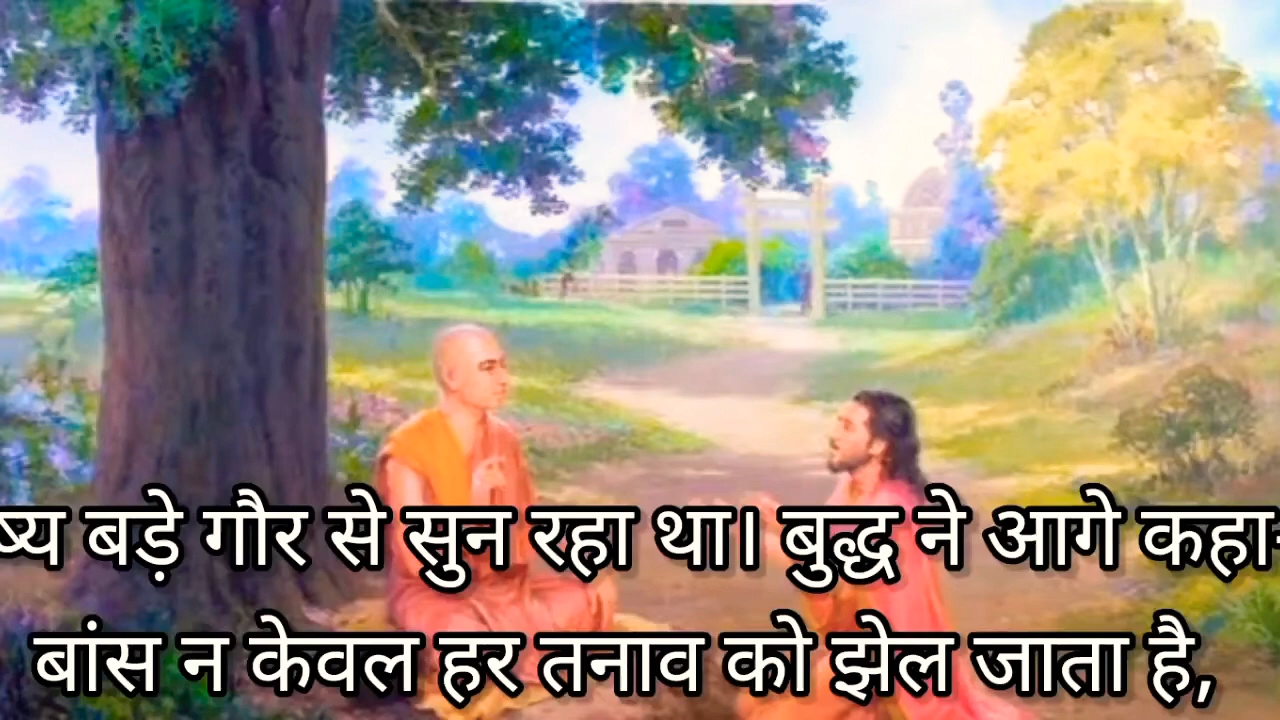 ष्य बड़े गौर से सुन रहा था। बुद्ध ने आगे कहा-
बांस न केवल हर तनाव को झेल जाता है,